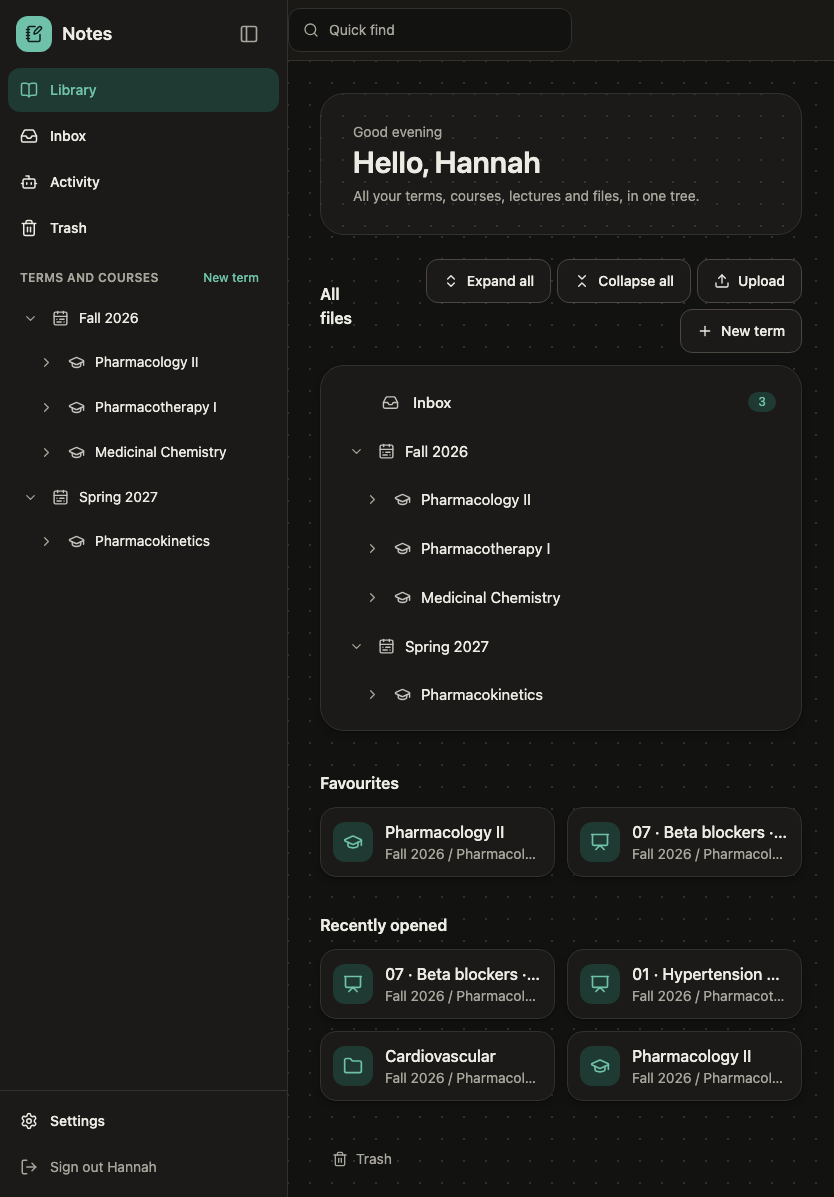 Notes
Library
Inbox
Activity
Trash
TERMS AND COURSES
New term
Fall 2026
Pharmacology II
Pharmacotherapy I
Medicinal Chemistry
Spring 2027
Pharmacokinetics
Settings
Sign out Hannah
Quick find
Good evening
Hello, Hannah
All your terms, courses, lectures and files, in one tree.
All
files
Expand all
Collapse all
Upload
New term
Inbox
3
Fall 2026
Pharmacology II
Pharmacotherapy I
Medicinal Chemistry
Spring 2027
Pharmacokinetics
Favourites
Pharmacology II
Fall 2026 / Pharmacol...
07 · Beta blockers ·...
Fall 2026 / Pharmacol...
Recently opened
07 · Beta blockers ·...
Fall 2026 / Pharmacol...
01 · Hypertension ...
Fall 2026 / Pharmacot...
Cardiovascular
Fall 2026 / Pharmacol...
Pharmacology II
Fall 2026 / Pharmacol...
Trash